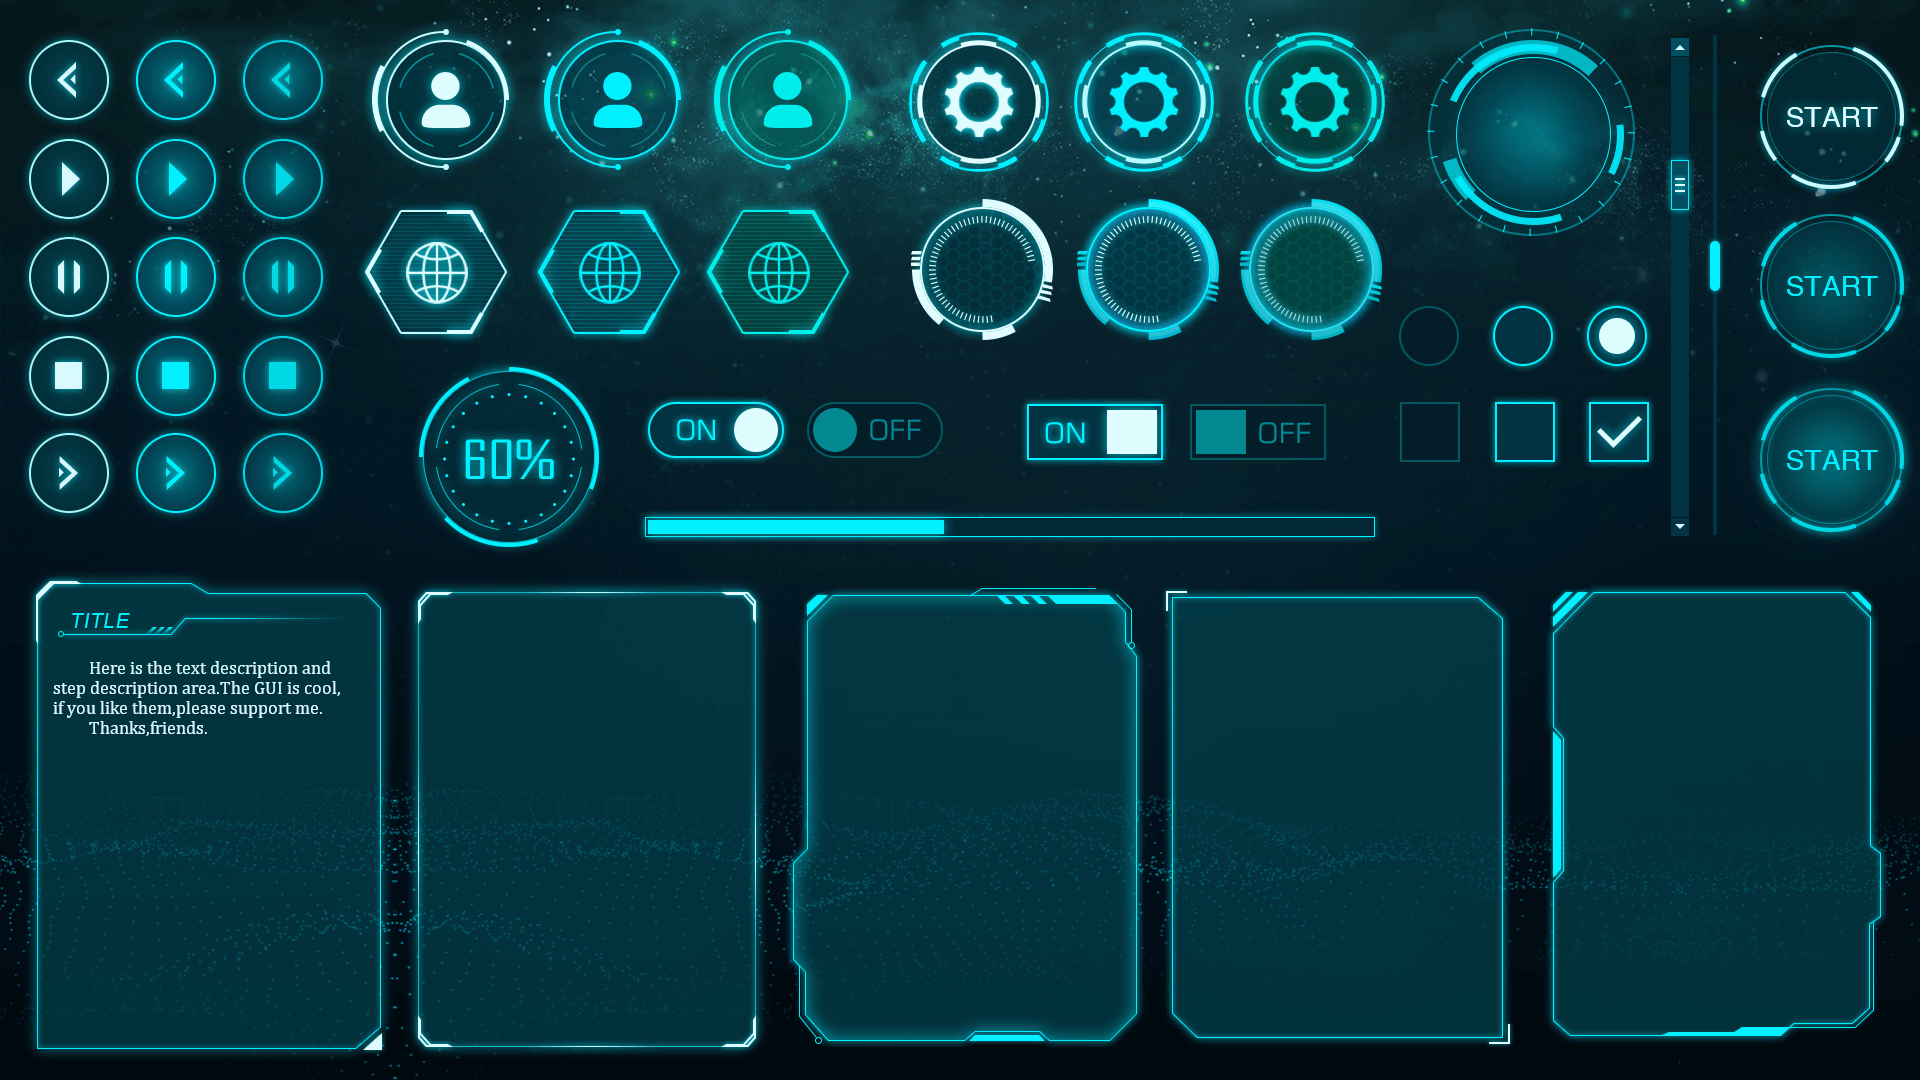 START
START
START
60%
ON
OFF
ON
OFF
TITLE
Here is the text description and
step description area.The GUI is cool,
if you like them,please support me.
Thanks,friends.